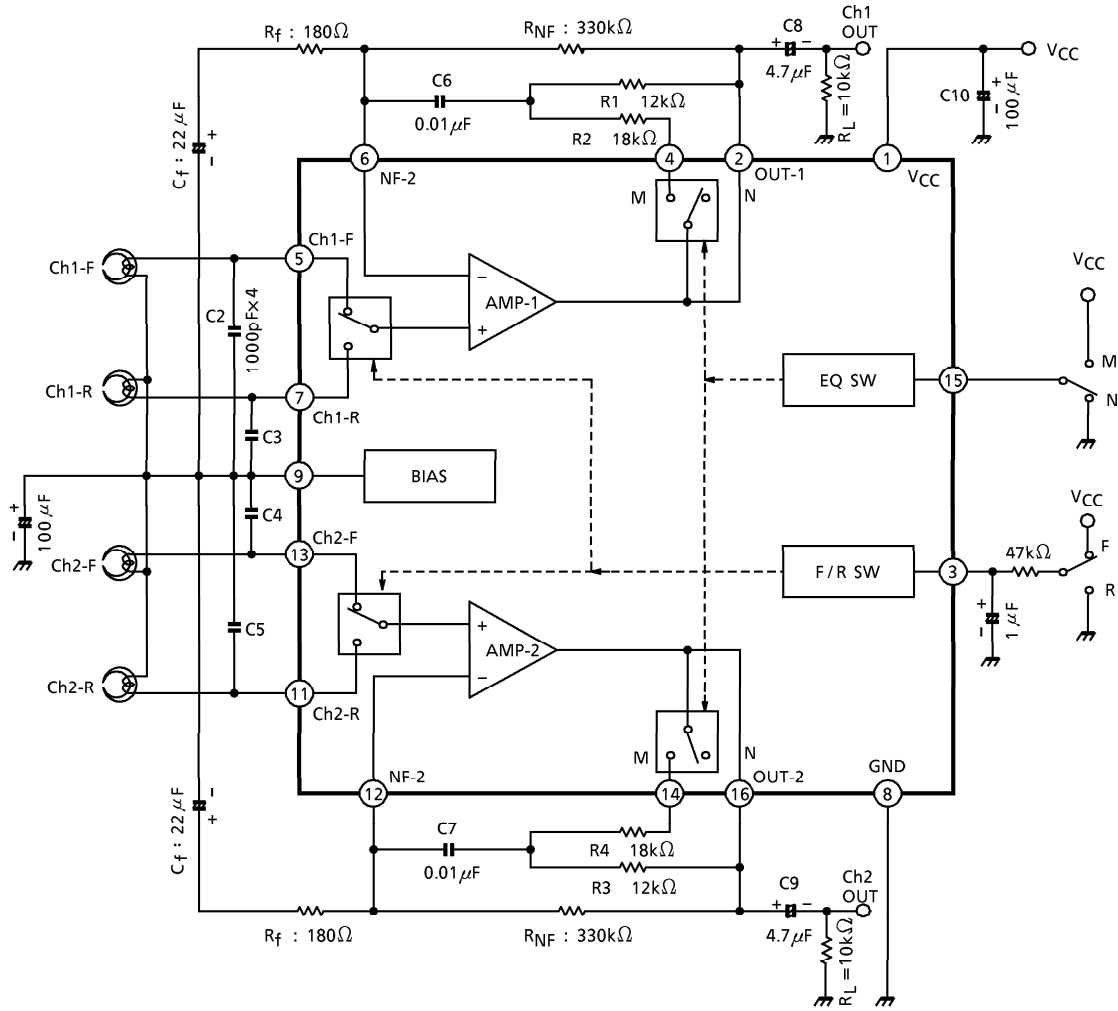 Rf : 180Ω
RNF : 330kΩ
C8
+ −
4.7μF
Ch1
OUT
RL=10kΩ
VCC
C10
+
−
100μF
C6
0.01μF
R1 12kΩ
R2 18kΩ
Cf : 22μF
+
−
6
NF-2
4
2
OUT-1
1
VCC
M
N
Ch1-F
5
Ch1-F
C2
1000pF×4
−
AMP-1
+
VCC
M
N
EQ SW
15
Ch1-R
7
Ch1-R
C3
9
BIAS
+
−
100μF
C4
Ch2-F
13
Ch2-F
F/R SW
3
47kΩ
VCC
F
R
+
−
1μF
C5
+
AMP-2
−
Ch2-R
11
Ch2-R
M
N
NF-2
12
14
16
OUT-2
GND
8
Cf : 22μF
−
+
C7
0.01μF
R4 18kΩ
R3 12kΩ
C9
+ −
4.7μF
Ch2
OUT
RL=10kΩ
Rf : 180Ω
RNF : 330kΩ